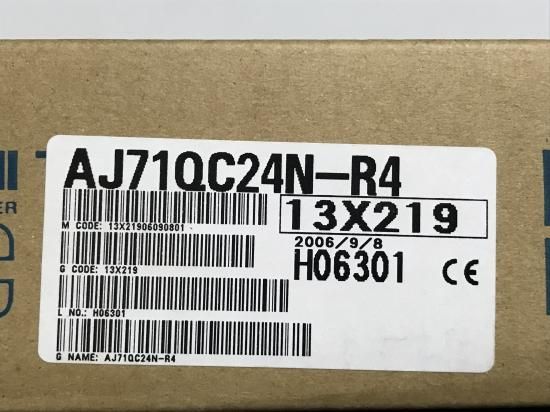 AJ71QC24N-R4
13X219
M CODE: 13X21906090801
2006/9/8
G CODE: 13X219
H06301
CE
L NO.: H06301
G NAME: AJ71QC24N-R4